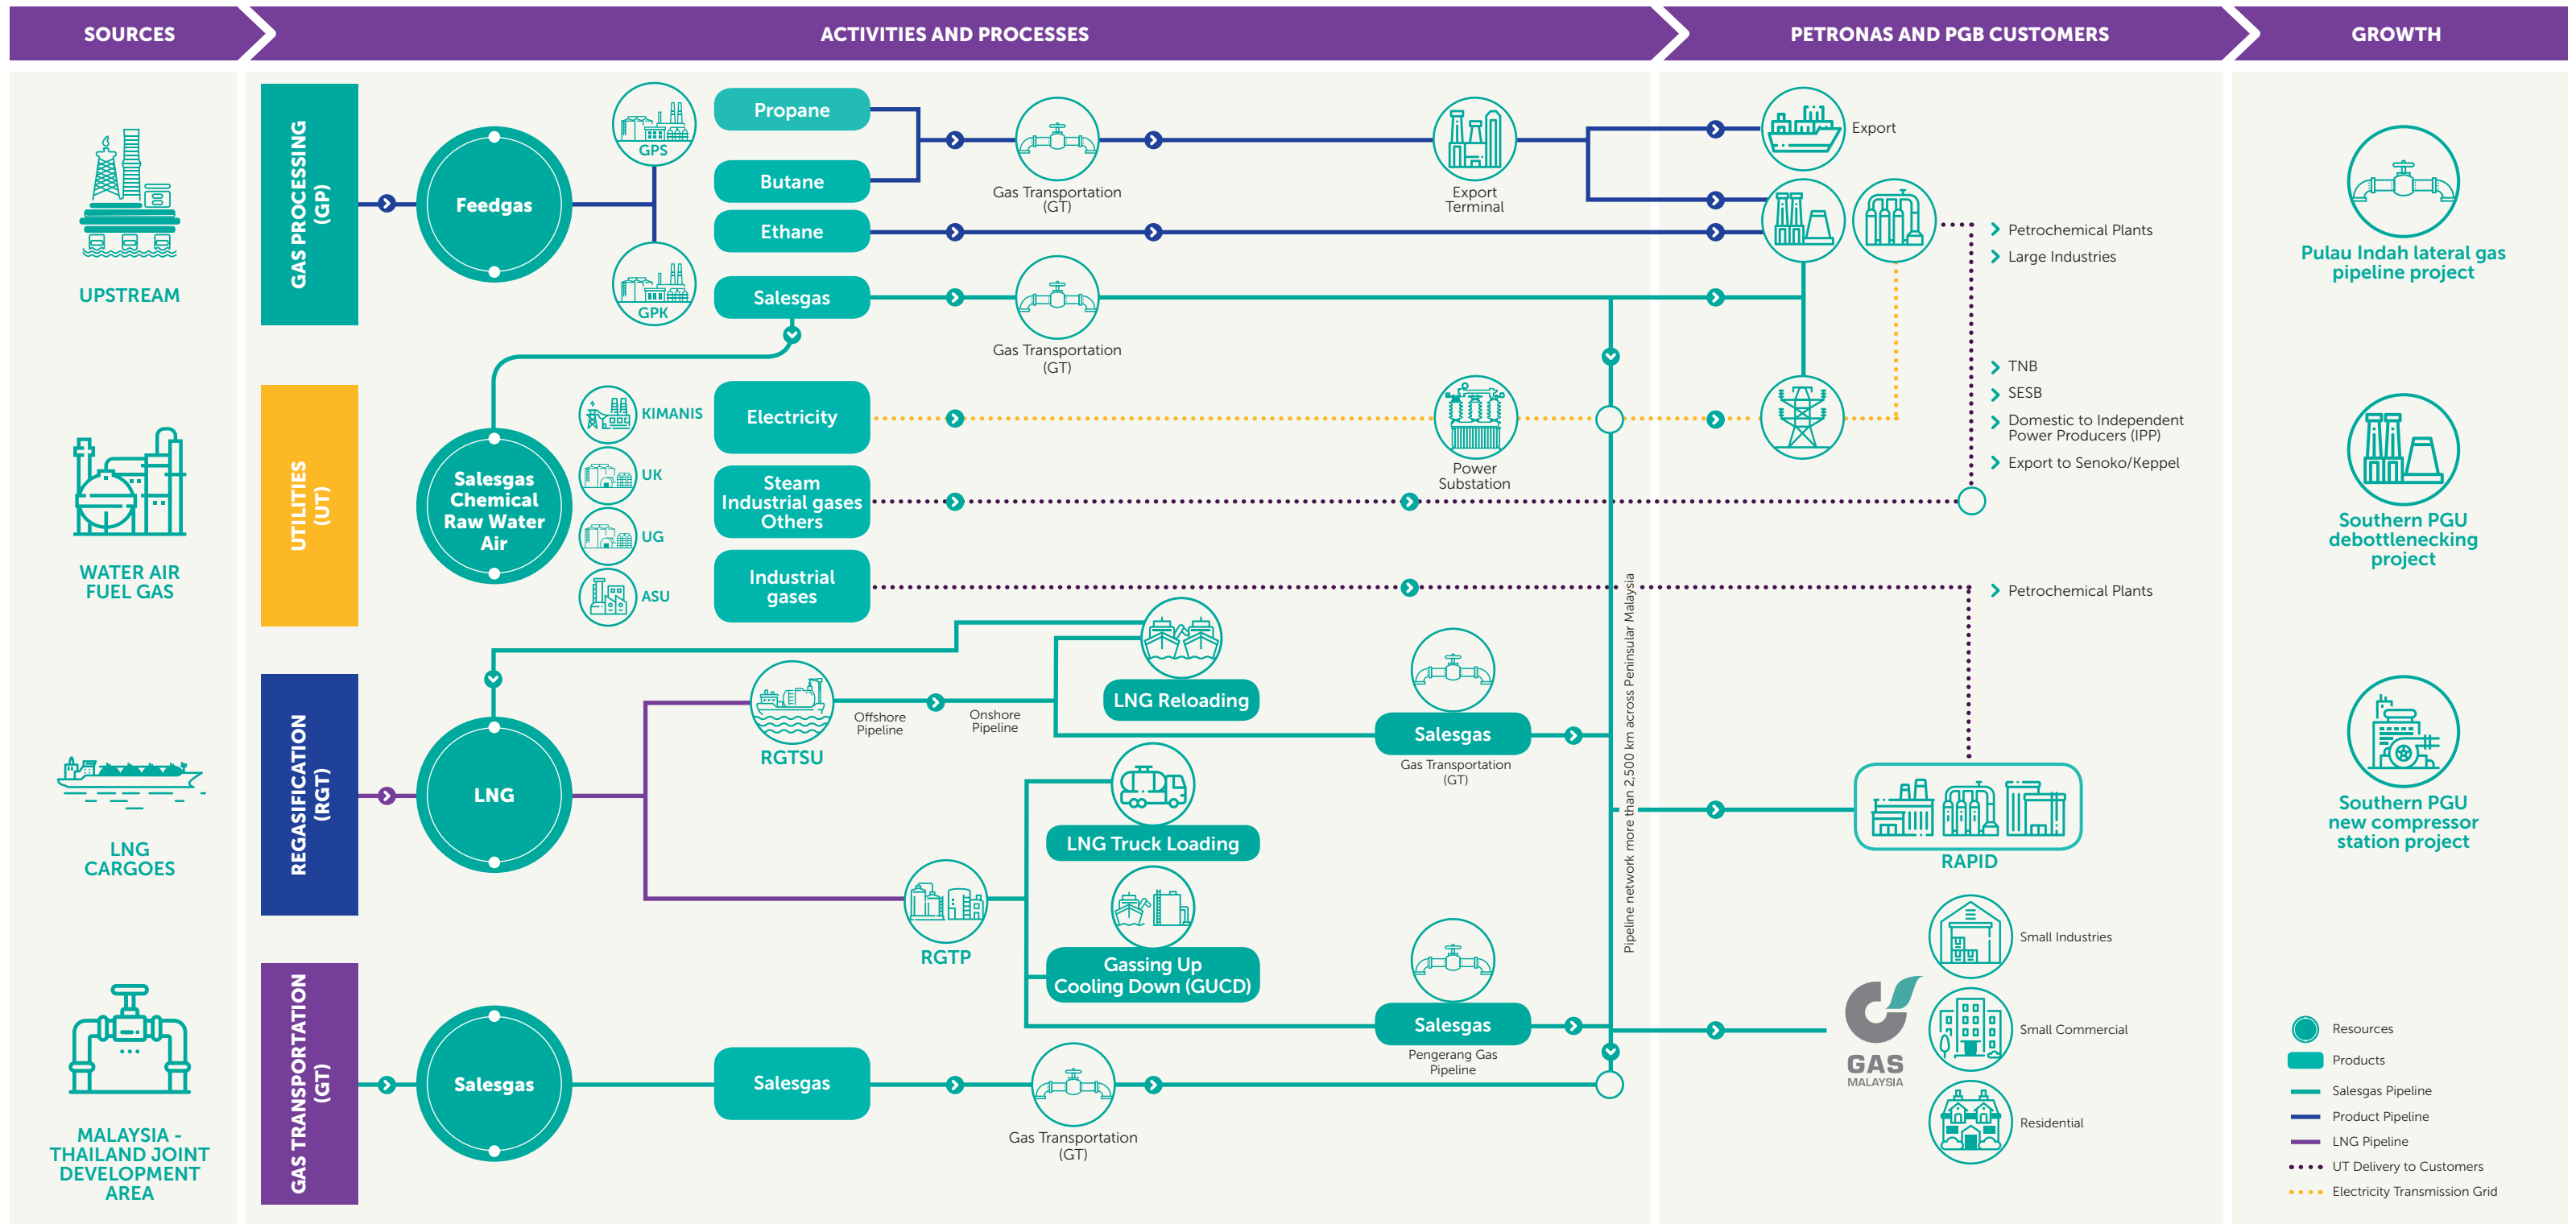 SOURCES
ACTIVITIES AND PROCESSES
PETRONAS AND PGB CUSTOMERS
GROWTH
UPSTREAM
WATER AIR
FUEL GAS
LNG
CARGOES
MALAYSIA -
THAILAND JOINT
DEVELOPMENT
AREA
GAS PROCESSING
(GP)
Feedgas
GPS
GPK
Propane
Butane
Ethane
Salesgas
Gas Transportation
(GT)
Gas Transportation
(GT)
Export
Terminal
Export
Petrochemical Plants
Large Industries
UTILITIES
(UT)
Salesgas
Chemical
Raw Water
Air
KIMANIS
UK
UG
ASU
Electricity
Steam
Industrial gases
Others
Industrial
gases
Power
Substation
TNB
SESB
Domestic to Independent
Power Producers (IPP)
Export to Senoko/Keppel
Petrochemical Plants
REGASIFICATION
(RGT)
LNG
RGTSU
Offshore
Pipeline
Onshore
Pipeline
LNG Reloading
Salesgas
Gas Transportation
(GT)
RGTP
LNG Truck Loading
Gassing Up
Cooling Down (GUCD)
Salesgas
Pengerang Gas
Pipeline
Pipeline network more than 2,500 km across Peninsular Malaysia
RAPID
GAS TRANSPORTATION
(GT)
Salesgas
Salesgas
Gas Transportation
(GT)
GAS
MALAYSIA
Small Industries
Small Commercial
Residential
Pulau Indah lateral gas
pipeline project
Southern PGU
debottlenecking
project
Southern PGU
new compressor
station project
Resources
Products
Salesgas Pipeline
Product Pipeline
LNG Pipeline
UT Delivery to Customers
Electricity Transmission Grid